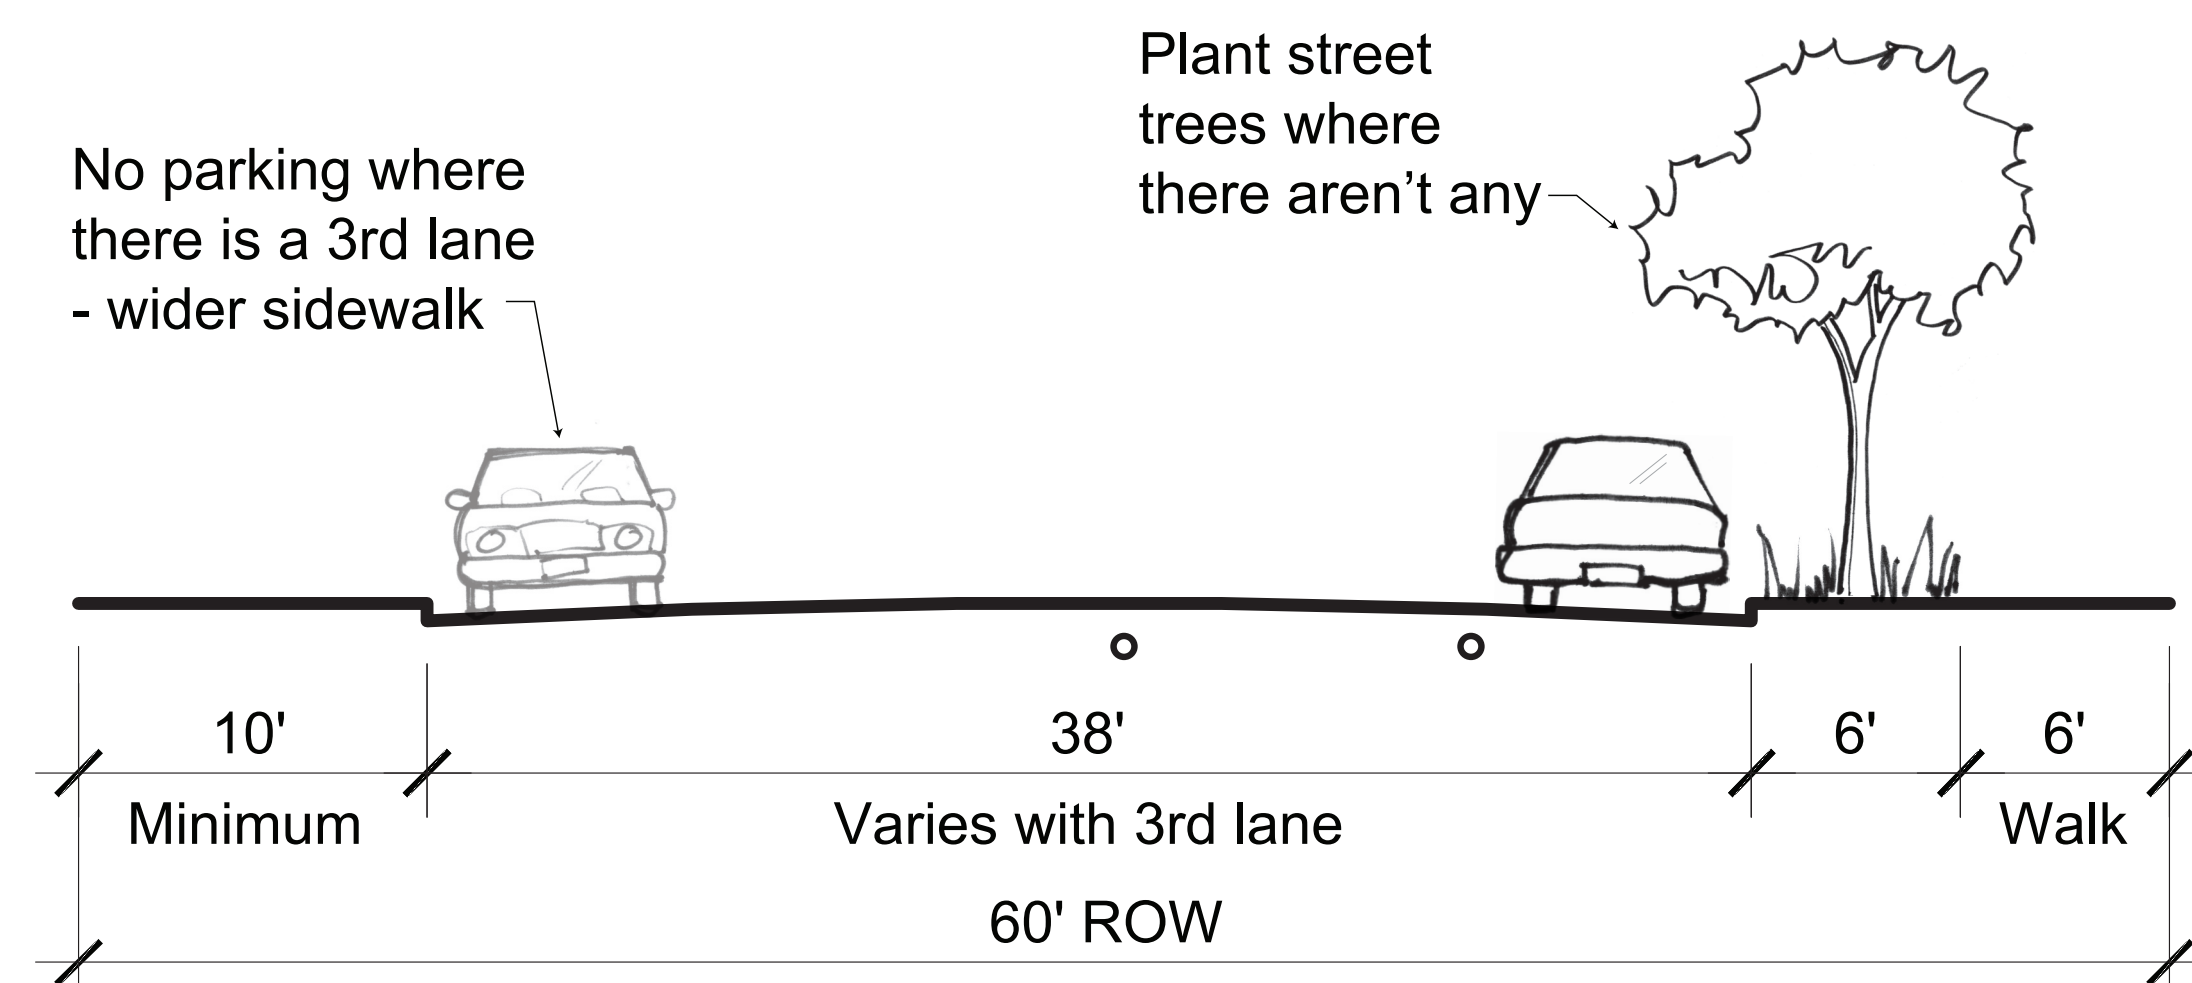 Plant street
trees where
there aren't any
No parking where
there is a 3rd lane
- wider sidewalk
10' 38' 6' 6'
Minimum Varies with 3rd lane Walk
60' ROW